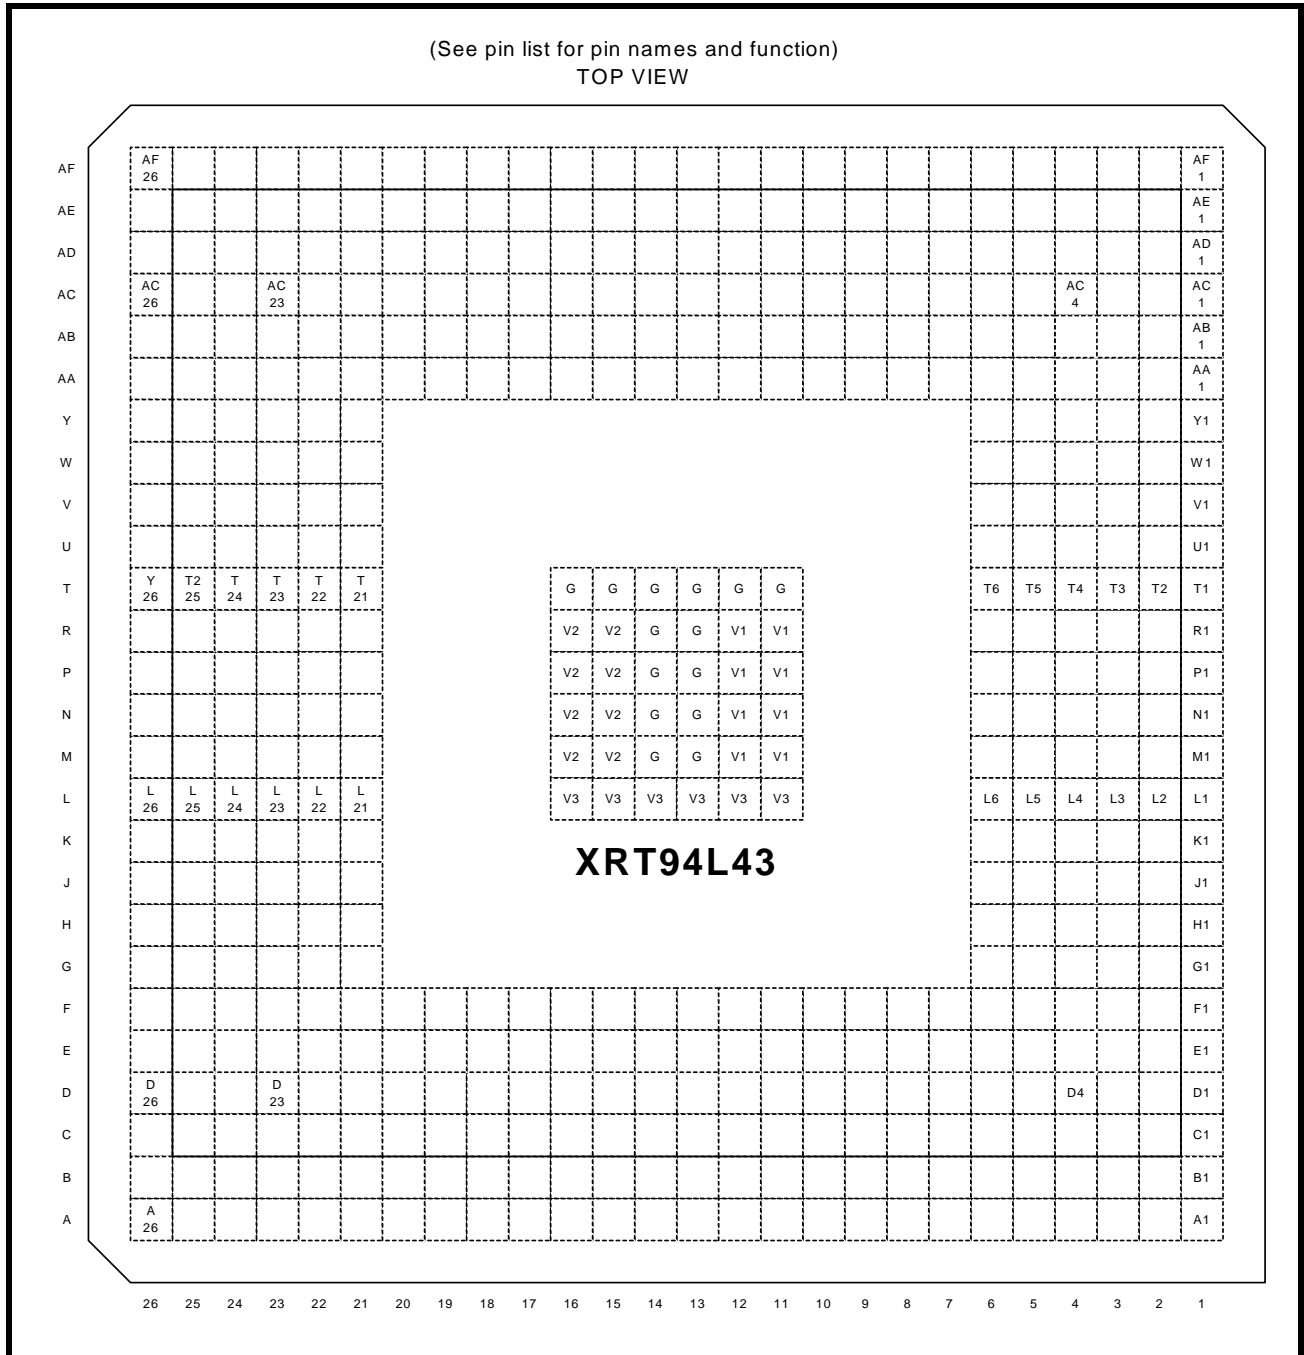 (See pin list for pin names and function)
TOP VIEW
AF AF 26 AF 1
AE AE 1
AD AD 1
AC AC 26 AC 23 AC 4 AC 1
AB AB 1
AA AA 1
Y Y1
W W1
V V1
U U1
T Y 26 T2 25 T 24 T 23 T 22 T 21 G G G G G G T6 T5 T4 T3 T2 T1
R V2 V2 G G V1 V1 R1
P V2 V2 G G V1 V1 P1
N V2 V2 G G V1 V1 N1
M V2 V2 G G V1 V1 M1
L L 26 L 25 L 24 L 23 L 22 L 21 V3 V3 V3 V3 V3 V3 L6 L5 L4 L3 L2 L1
K K1
XRT94L43
J J1
H H1
G G1
F F1
E E1
D D 26 D 23 D4 D1
C C1
B B1
A A 26 A1
26 25 24 23 22 21 20 19 18 17 16 15 14 13 12 11 10 9 8 7 6 5 4 3 2 1